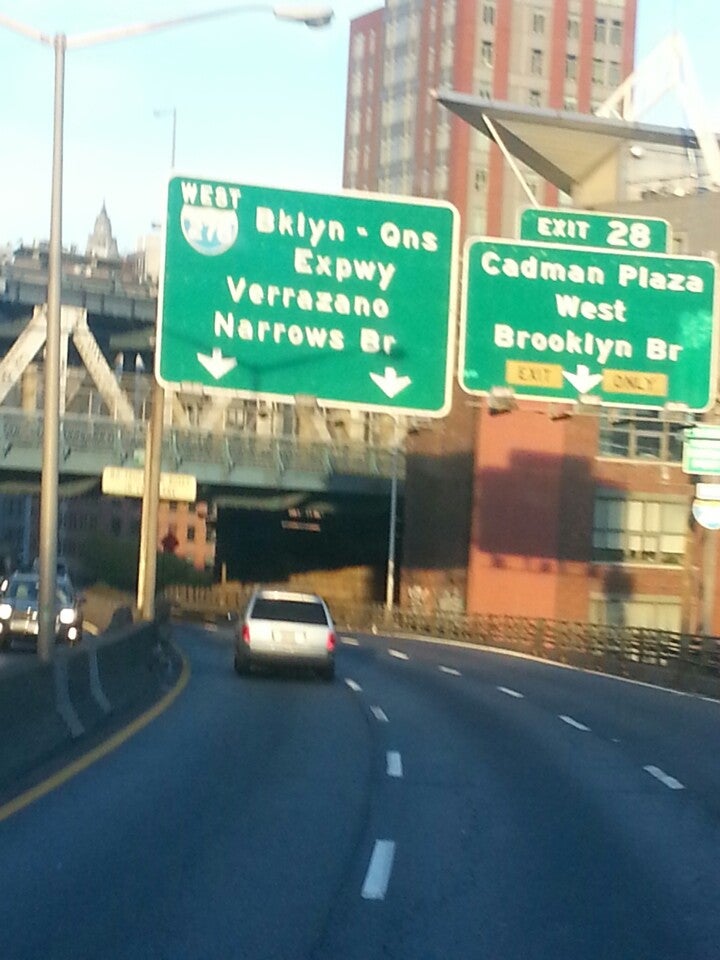 WEST
278
Bklyn - Qns
Expwy
Verrazano
Narrows Br
EXIT 28
Cadman Plaza
West
Brooklyn Br
EXIT ONLY